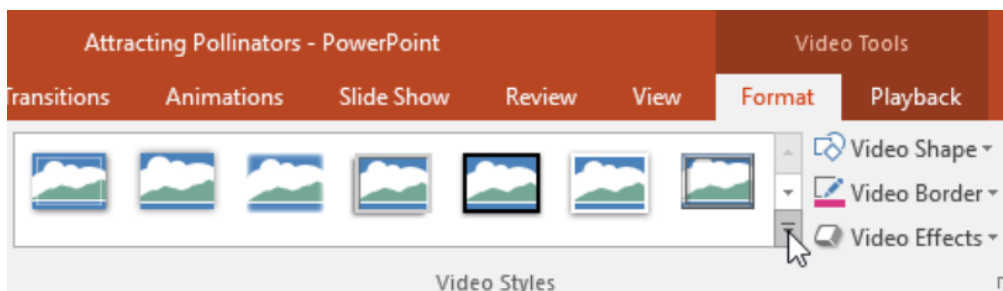 Attracting Pollinators - PowerPoint
Video Tools
Transitions Animations Slide Show Review View Format Playback
Video Shape
Video Border
Video Effects
Video Styles